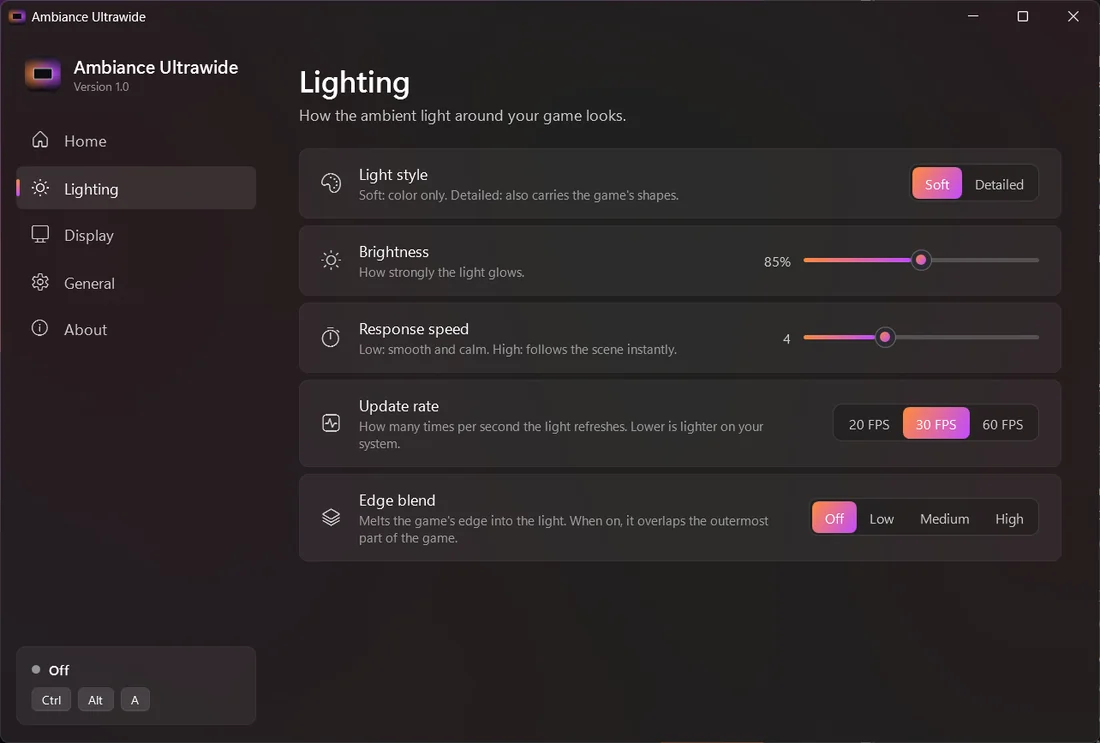 Ambiance Ultrawide
Ambiance Ultrawide
Version 1.0
Home
Lighting
Display
General
About
Off
Ctrl Alt A
Lighting
How the ambient light around your game looks.
Light style
Soft: color only. Detailed: also carries the game's shapes.
Soft Detailed
Brightness
How strongly the light glows.
85%
Response speed
Low: smooth and calm. High: follows the scene instantly.
4
Update rate
How many times per second the light refreshes. Lower is lighter on your
system.
20 FPS 30 FPS 60 FPS
Edge blend
Melts the game's edge into the light. When on, it overlaps the outermost
part of the game.
Off Low Medium High